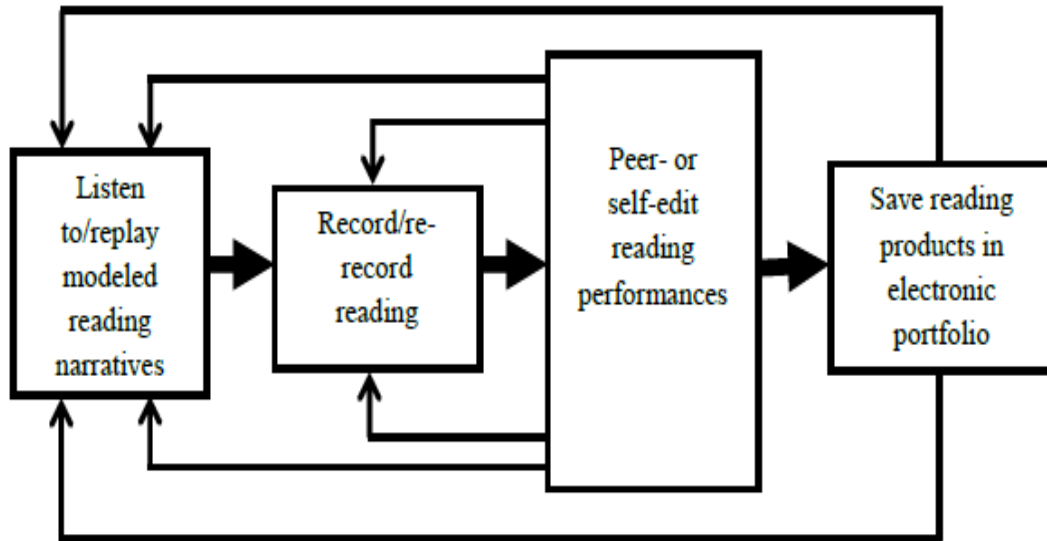 Listen
to/replay
modeled
reading
narratives
Record/re-
record
reading
Peer- or
self-edit
reading
performances
Save reading
products in
electronic
portfolio